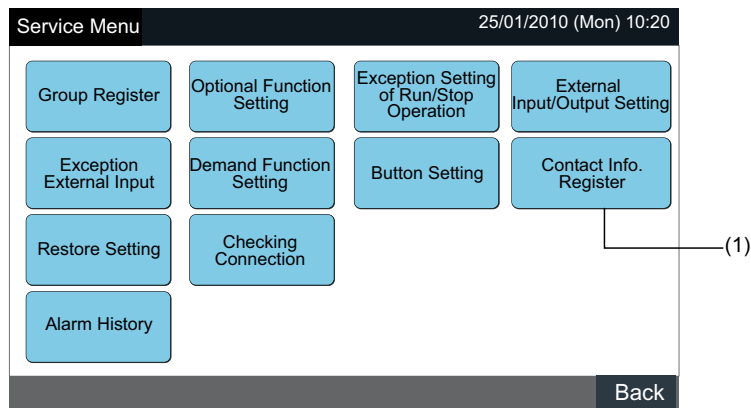 Service Menu
25/01/2010 (Mon) 10:20
Group Register
Optional Function
Setting
Exception Setting
of Run/Stop
Operation
External
Input/Output Setting
Exception
External Input
Demand Function
Setting
Button Setting
Contact Info.
Register
Restore Setting
Checking
Connection
(1)
Alarm History
Back